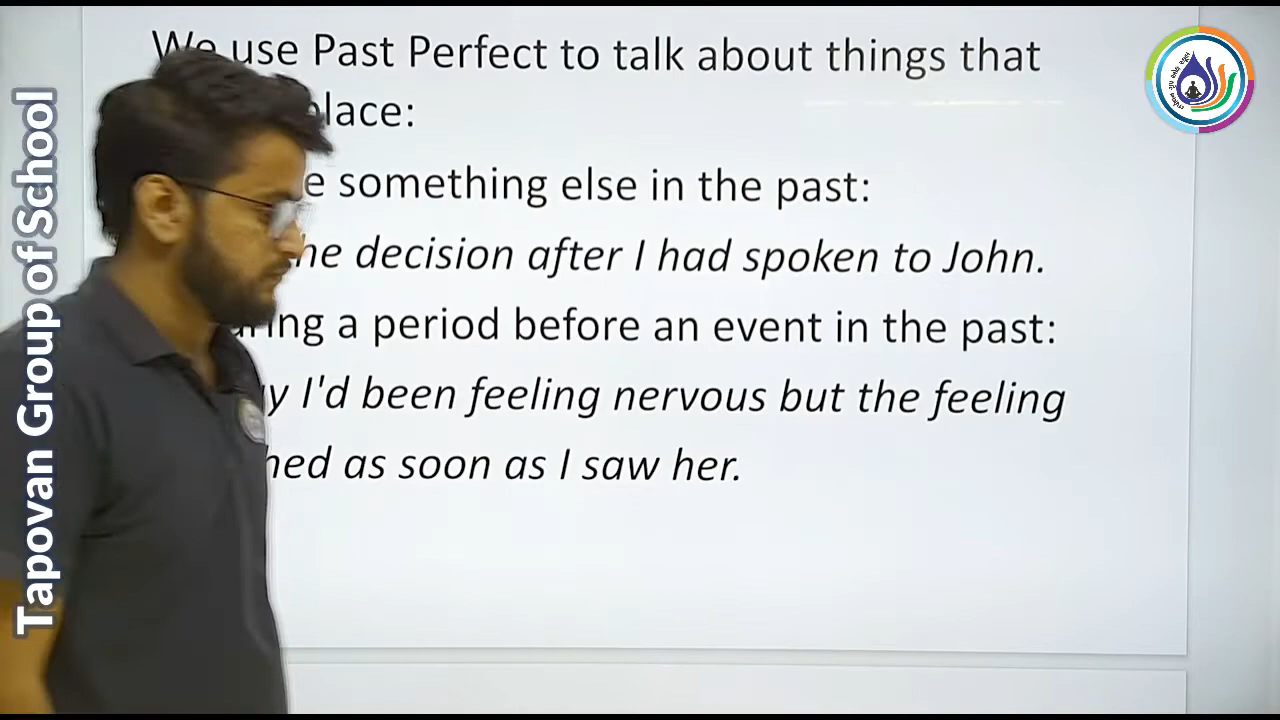 We use Past Perfect to talk about things that
lace:
e something else in the past:
he decision after I had spoken to John.
ring a period before an event in the past:
y I'd been feeling nervous but the feeling
hed as soon as I saw her.
Tapovan Group of School